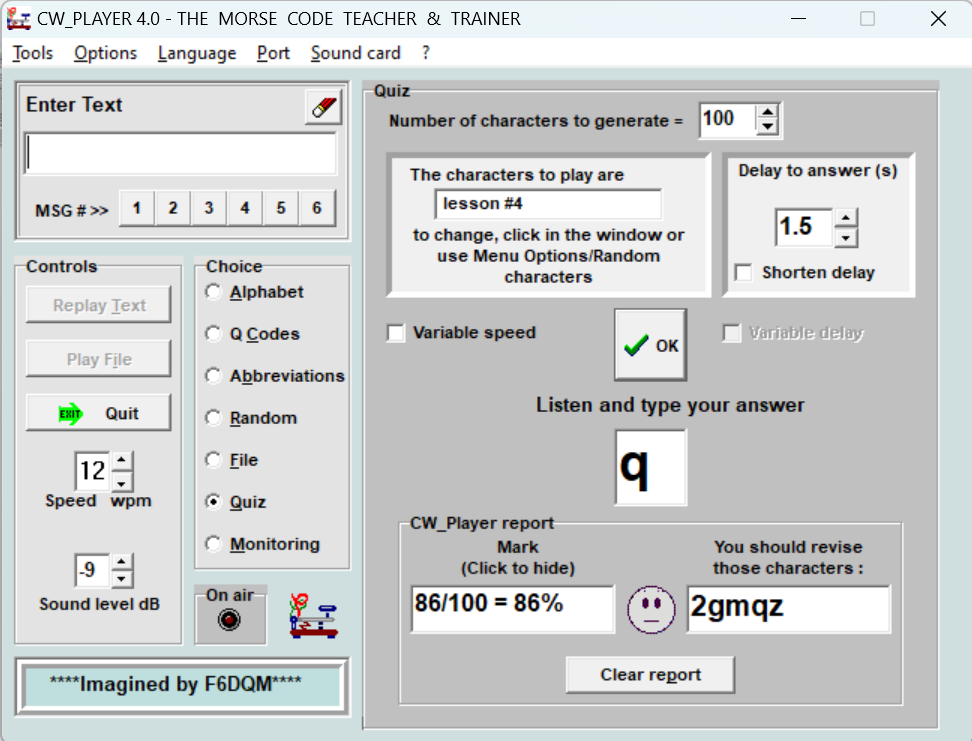 CW_PLAYER 4.0 - THE MORSE CODE TEACHER & TRAINER
Tools Options Language Port Sound card ?
Enter Text
MSG # >> 1 2 3 4 5 6
Controls
Replay Text
Play File
EXIT Quit
12
Speed wpm
-9
Sound level dB
Choice
Alphabet
Q Codes
Abbreviations
Random
File
Quiz
Monitoring
On air
****Imagined by F6DQM****
Quiz
Number of characters to generate = 100
The characters to play are
lesson #4
to change, click in the window or
use Menu Options/Random
characters
Delay to answer (s)
1.5
Shorten delay
Variable speed
OK
Variable delay
Listen and type your answer
q
CW_Player report
Mark
(Click to hide)
86/100 = 86%
You should revise
those characters :
2gmqz
Clear report